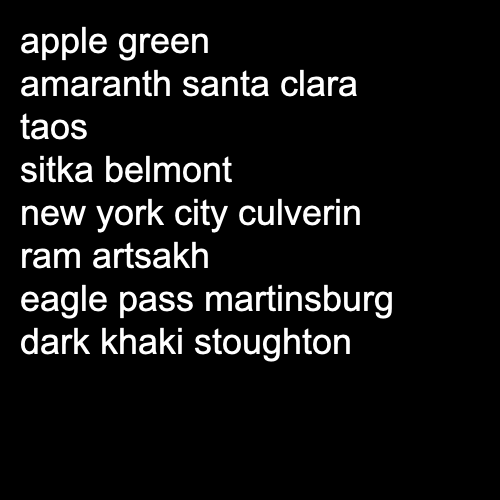 apple green
amaranth santa clara
taos
sitka belmont
new york city culverin
ram artsakh
eagle pass martinsburg
dark khaki stoughton